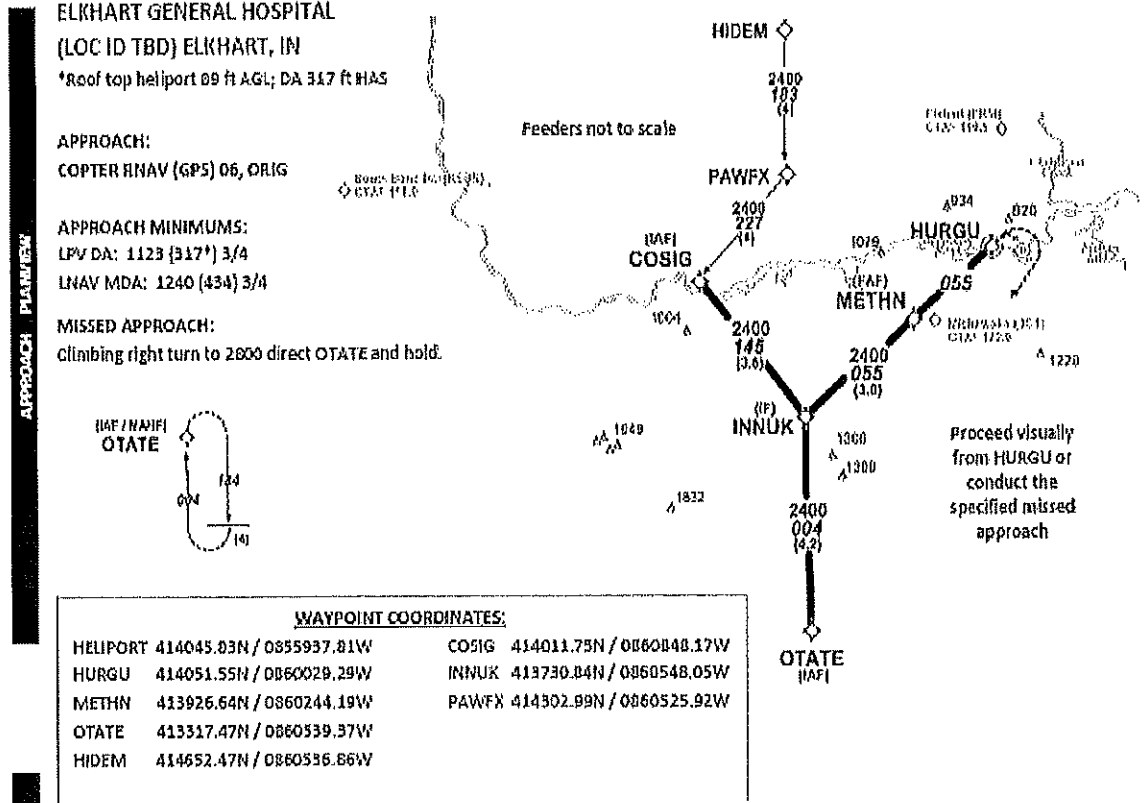 ELKHART GENERAL HOSPITAL
(LOC ID TBD) ELKHART, IN
*Roof top heliport 89 ft AGL; DA 317 ft HAS
APPROACH:
COPTER RNAV (GPS) 06, ORIG
APPROACH MINIMUMS:
LPV DA: 1123 (317*) 3/4
LNAV MDA: 1240 (434) 3/4
MISSED APPROACH:
Climbing right turn to 2800 direct OTATE and hold.
APPROACH PLANVIEW
Feeders not to scale
HIDEM
2400
183
(4)
PAWFX
2400
227
(IAF)
COSIG
1004
2400
145
(3.6)
934
820
HURGU
1079
(FAF)
METHN
055
2400
055
(3.0)
1220
(IF)
INNUK
1049
1300
1300
1822
2400
004
(4.2)
OTATE
(IAF)
Proceed visually
from HURGU or
conduct the
specified missed
approach
(IAF / MAHF)
OTATE
004
184
(4)
WAYPOINT COORDINATES:
HELIPORT 414045.83N / 0855937.81W
HURGU 414051.55N / 0860029.29W
METHN 413926.64N / 0860244.19W
OTATE 413317.47N / 0860539.37W
HIDEM 414652.47N / 0860536.86W
COSIG 414011.75N / 0860848.17W
INNUK 413730.84N / 0860548.05W
PAWFX 414302.99N / 0860525.92W